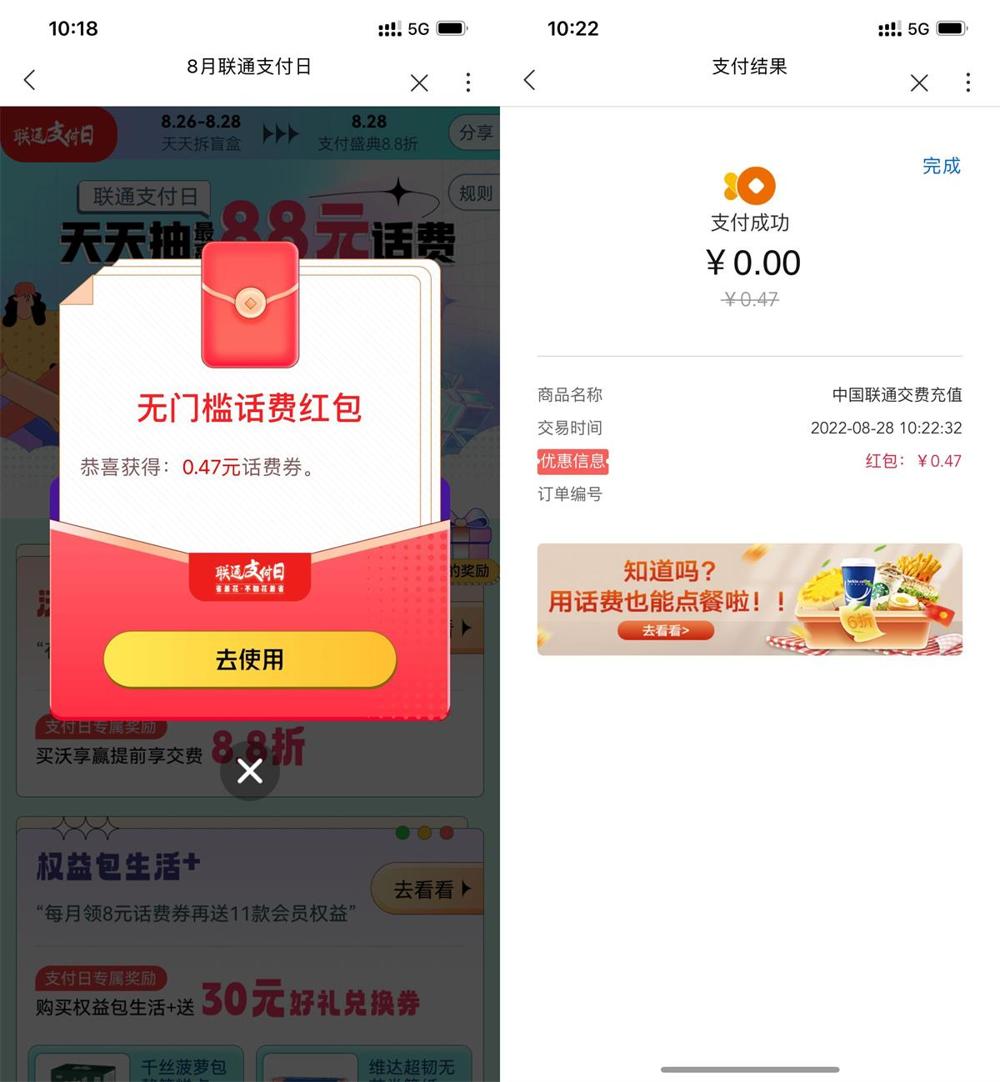 10:18
5G
8月联通支付日
联通支付日
8.26-8.28
天天拆盲盒
8.28
支付盛典8.8折
分享
联通支付日
规则
天天抽最高88元话费
无门槛话费红包
恭喜获得：0.47元话费券。
联通支付日
的奖励
去使用
支付日专属奖励
买沃享赢提前享交费 8.8折
权益包生活+
去看看
“每月领8元话费券再送11款会员权益”
支付日专属奖励
购买权益包生活+送30元好礼兑换券
千丝菠萝包
维达超韧无
10:22
5G
支付结果
完成
支付成功
￥0.00
￥0.47
商品名称
中国联通交费充值
交易时间
2022-08-28 10:22:32
优惠信息
红包：￥0.47
订单编号
知道吗？
用话费也能点餐啦！！
去看看>
6折